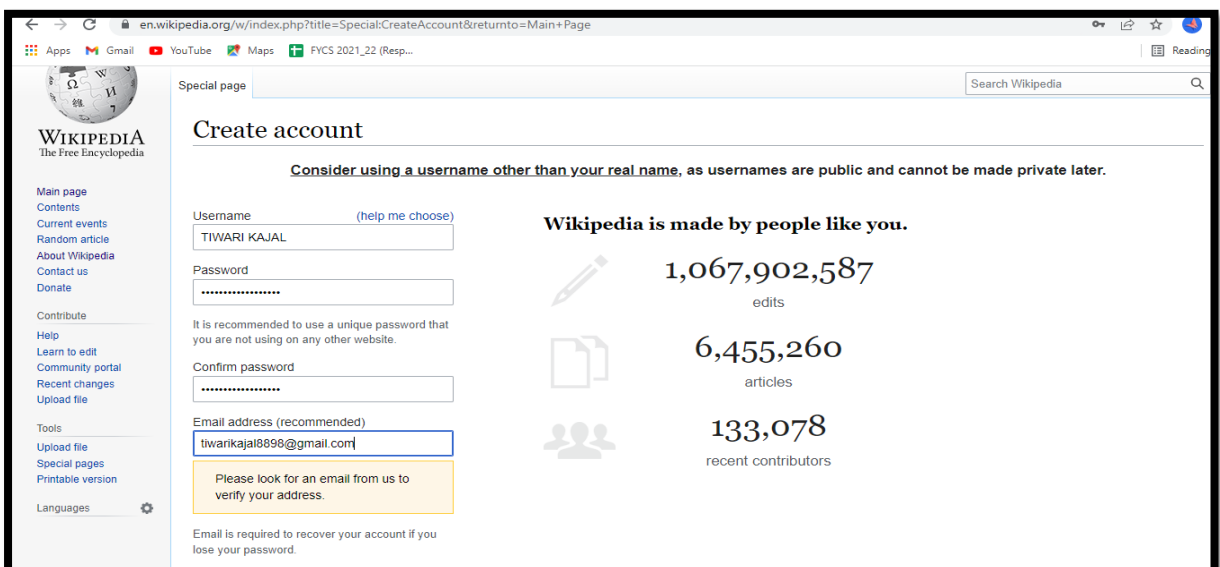 en.wikipedia.org/w/index.php?title=Special:CreateAccount&returnto=Main+Page
Apps Gmail YouTube Maps FYCS 2021_22 (Resp... Reading
Ω W И 維 7
WIKIPEDIA
The Free Encyclopedia
Main page
Contents
Current events
Random article
About Wikipedia
Contact us
Donate
Contribute
Help
Learn to edit
Community portal
Recent changes
Upload file
Tools
Upload file
Special pages
Printable version
Languages
Special page
Search Wikipedia
Create account
Consider using a username other than your real name, as usernames are public and cannot be made private later.
Username (help me choose)
TIWARI KAJAL
Password
••••••••••••••••••
It is recommended to use a unique password that
you are not using on any other website.
Confirm password
••••••••••••••••••
Email address (recommended)
tiwarikajal8898@gmail.com
Please look for an email from us to
verify your address.
Email is required to recover your account if you
lose your password.
Wikipedia is made by people like you.
1,067,902,587
edits
6,455,260
articles
133,078
recent contributors